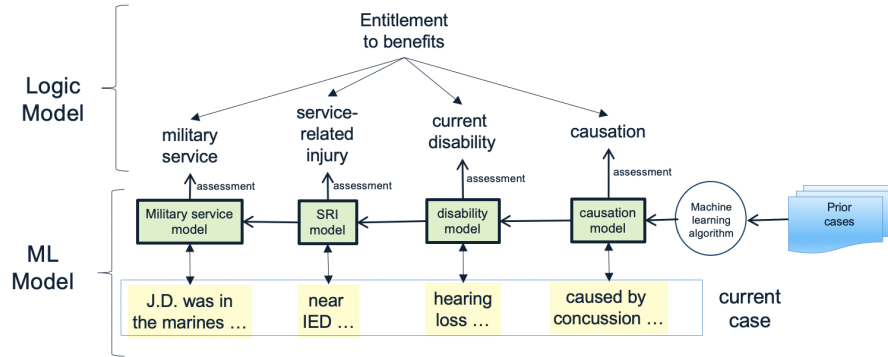 Entitlement
to benefits
Logic
Model
military
service
service-
related
injury
current
disability
causation
assessment
assessment
assessment
assessment
Military service
model
SRI
model
disability
model
causation
model
Machine
learning
algorithm
Prior
cases
ML
Model
J.D. was in
the marines ...
near
IED ...
hearing
loss ...
caused by
concussion ...
current
case